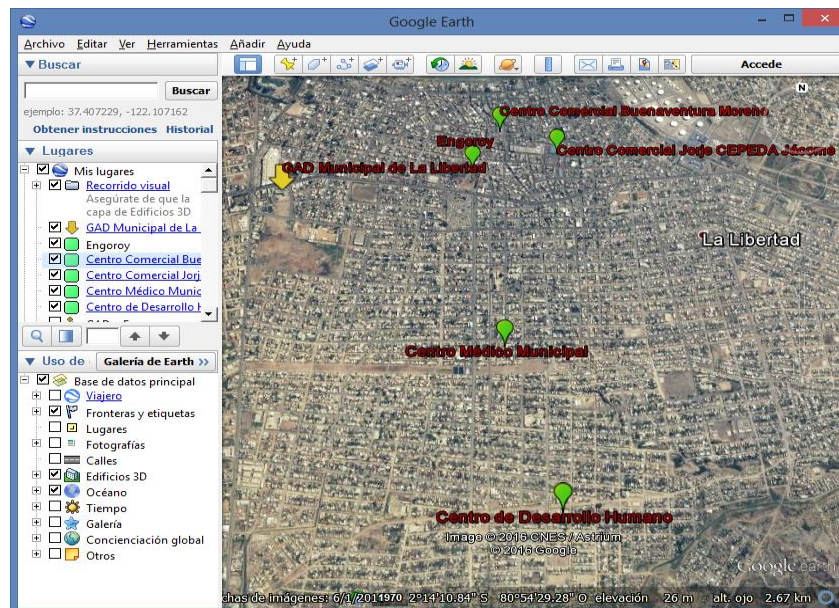 Google Earth
Archivo Editar Ver Herramientas Añadir Ayuda
Accede
Buscar
Buscar
ejemplo: 37.407229, -122.107162
Obtener instrucciones Historial
Lugares
Mis lugares
Recorrido visual
Asegúrate de que la
capa de Edificios 3D
GAD Municipal de La
Engoroy
Centro Comercial Bue
Centro Comercial Jorj
Centro Médico Munic
Centro de Desarrollo H
Uso de Galería de Earth >>
Base de datos principal
Viajero
Fronteras y etiquetas
Lugares
Fotografías
Calles
Edificios 3D
Océano
Tiempo
Galería
Concienciación global
Otros
N
Centro Comercial Buenaventura Moreno
Engoroy
Centro Comercial Jorje CEPEDA Jácome
GAD Municipal de La Libertad
La Libertad
Centro Médico Municipal
Centro de Desarrollo Humano
Image © 2016 CNES / Astrium
© 2016 Google
Google earth
chas de imágenes: 6/1/2011 1970 2°14'10.84" S 80°54'29.28" O elevación 26 m alt. ojo 2.67 km